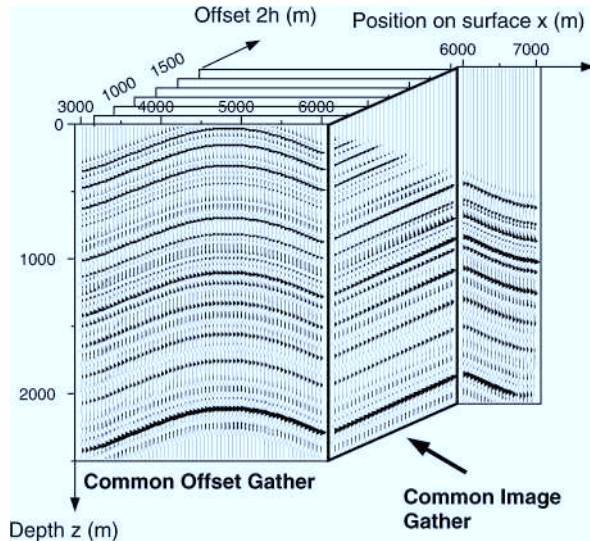 Offset 2h (m)
Position on surface x (m)
6000 7000
1500
1000
3000 4000 5000 6000
0
1000
2000
Common Offset Gather
Common Image
Gather
Depth z (m)